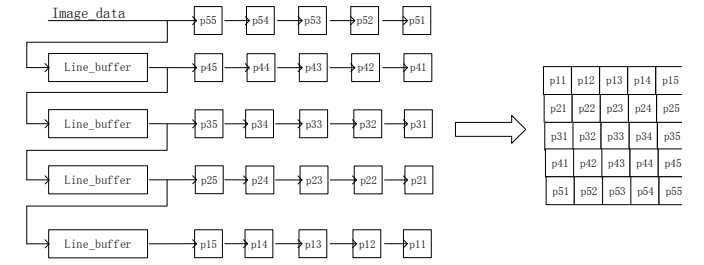 Image_data
p55 p54 p53 p52 p51
Line_buffer p45 p44 p43 p42 p41
Line_buffer p35 p34 p33 p32 p31
Line_buffer p25 p24 p23 p22 p21
Line_buffer p15 p14 p13 p12 p11
p11 p12 p13 p14 p15
p21 p22 p23 p24 p25
p31 p32 p33 p34 p35
p41 p42 p43 p44 p45
p51 p52 p53 p54 p55